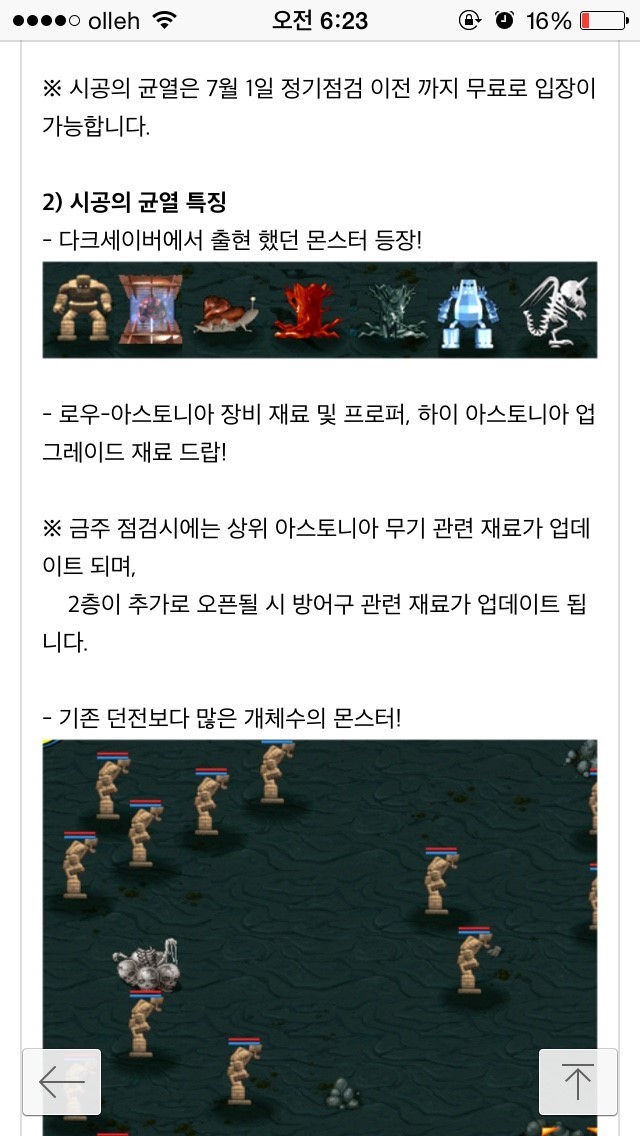 olleh 오전 6:23 16%
※ 시공의 균열은 7월 1일 정기점검 이전 까지 무료로 입장이
가능합니다.
2) 시공의 균열 특징
- 다크세이버에서 출현 했던 몬스터 등장!
- 로우-아스토니아 장비 재료 및 프로퍼, 하이 아스토니아 업
그레이드 재료 드랍!
※ 금주 점검시에는 상위 아스토니아 무기 관련 재료가 업데
이트 되며,
2층이 추가로 오픈될 시 방어구 관련 재료가 업데이트 됩
니다.
- 기존 던전보다 많은 개체수의 몬스터!